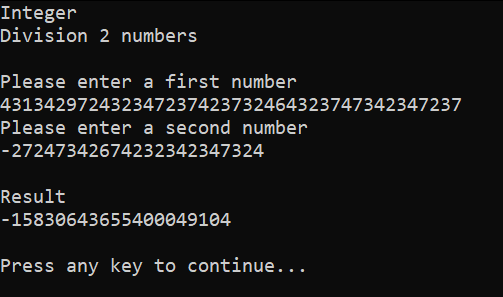 Integer
Division 2 numbers
Please enter a first number
431342972432347237423732464323747342347237
Please enter a second number
-27247342674232342347324
Result
-15830643655400049104
Press any key to continue...